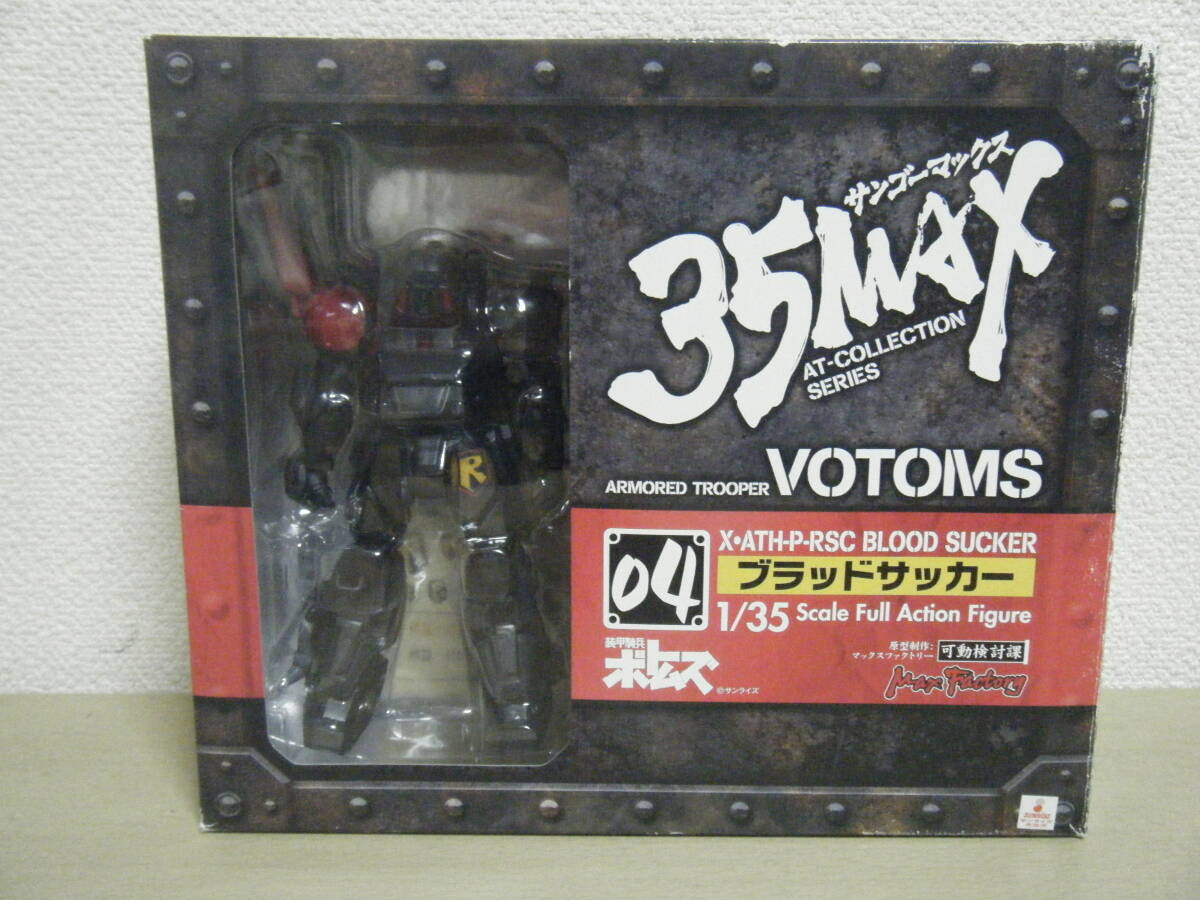 サンゴーマックス
35MAX
AT-COLLECTION
SERIES
ARMORED TROOPER VOTOMS
R
04
X・ATH-P-RSC BLOOD SUCKER
ブラッドサッカー
1/35 Scale Full Action Figure
装甲騎兵
ボトムズ
©サンライズ
原型制作:
マックスファクトリー
可動検討課
Max Factory